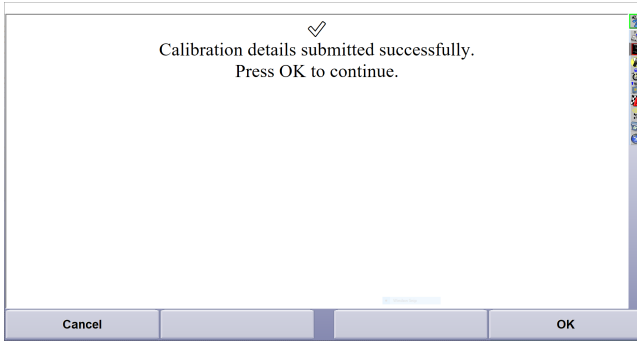 Calibration details submitted successfully.
Press OK to continue.
Cancel
OK